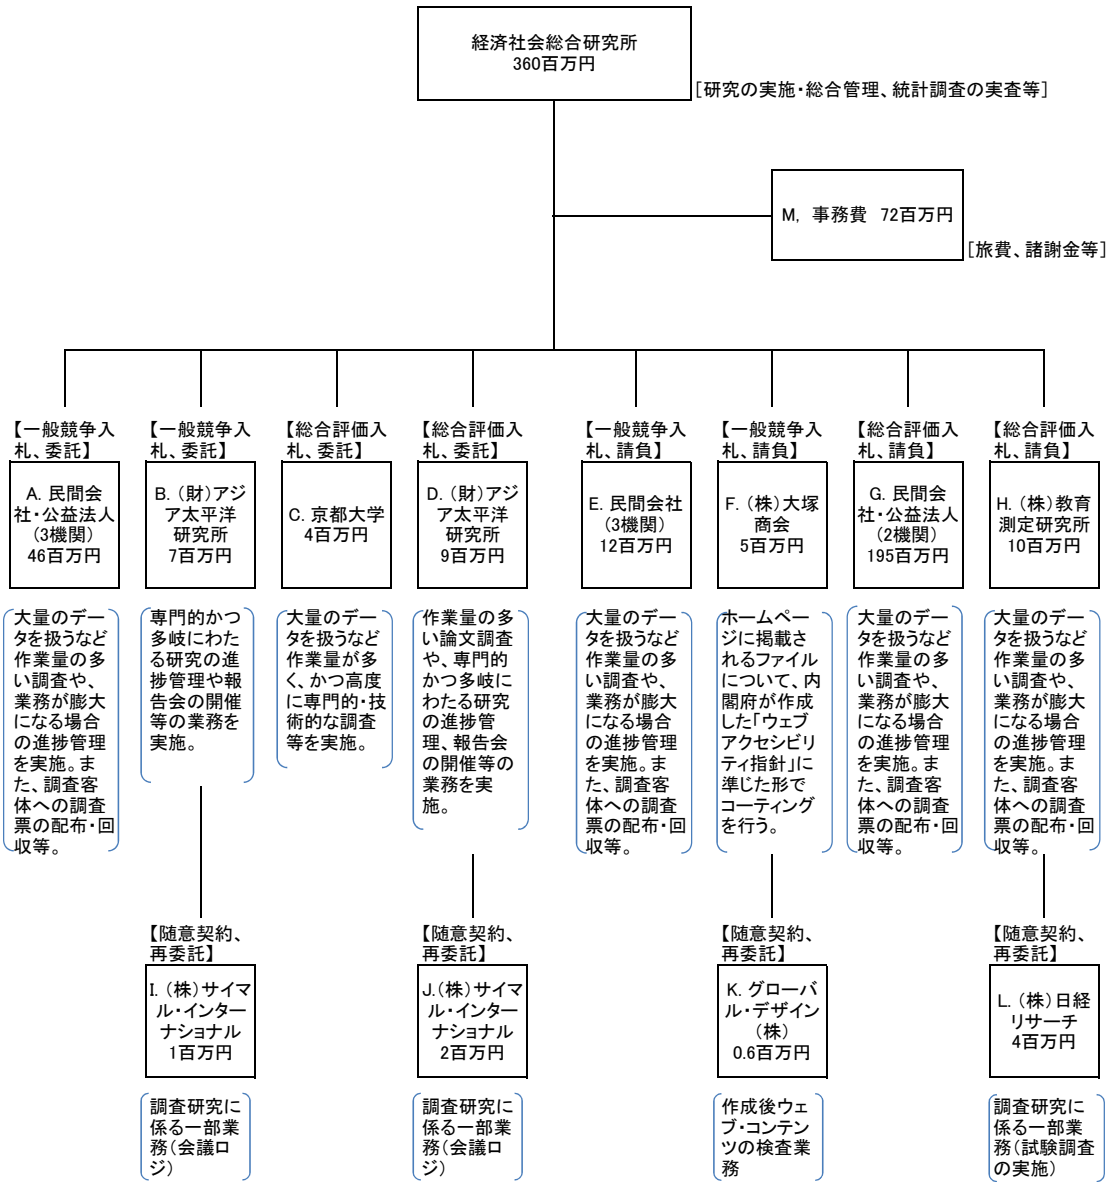 経済社会総合研究所
360百万円
[研究の実施・総合管理、統計調査の実査等]
M, 事務費 72百万円
[旅費、諸謝金等]
【一般競争入
札、委託】
A. 民間会
社・公益法人
(3機関)
46百万円
大量のデー
タを扱うなど
作業量の多
い調査や、
業務が膨大
になる場合
の進捗管理
を実施。ま
た、調査客
体への調査
票の配布・回
収等。
【一般競争入
札、委託】
B. (財)アジ
ア太平洋
研究所
7百万円
専門的かつ
多岐にわた
る研究の進
捗管理や報
告会の開催
等の業務を
実施。
【総合評価入
札、委託】
C. 京都大学
4百万円
大量のデー
タを扱うなど
作業量が多
く、かつ高度
に専門的・技
術的な調査
等を実施。
【総合評価入
札、委託】
D. (財)アジ
ア太平洋
研究所
9百万円
作業量の多
い論文調査
や、専門的
かつ多岐に
わたる研究
の進捗管
理、報告会
の開催等の
業務を実
施。
【一般競争入
札、請負】
E. 民間会社
(3機関)
12百万円
大量のデー
タを扱うなど
作業量の多
い調査や、
業務が膨大
になる場合
の進捗管理
を実施。ま
た、調査客
体への調査
票の配布・回
収等。
【一般競争入
札、請負】
F. (株)大塚
商会
5百万円
ホームペー
ジに掲載さ
れるファイル
について、内
閣府が作成
した「ウェブ
アクセシビリ
ティ指針」に
準じた形で
コーティング
を行う。
【総合評価入
札、請負】
G. 民間会
社・公益法人
(2機関)
195百万円
大量のデー
タを扱うなど
作業量の多
い調査や、
業務が膨大
になる場合
の進捗管理
を実施。ま
た、調査客
体への調査
票の配布・回
収等。
【総合評価入
札、請負】
H. (株)教育
測定研究所
10百万円
大量のデー
タを扱うなど
作業量の多
い調査や、
業務が膨大
になる場合
の進捗管理
を実施。ま
た、調査客
体への調査
票の配布・回
収等。
【随意契約、
再委託】
I. (株)サイマ
ル・インター
ナショナル
1百万円
調査研究に
係る一部業
務(会議ロ
ジ)
【随意契約、
再委託】
J.(株)サイマ
ル・インター
ナショナル
2百万円
調査研究に
係る一部業
務(会議ロ
ジ)
【随意契約、
再委託】
K. グローバ
ル・デザイン
(株)
0.6百万円
作成後ウェ
ブ・コンテン
ツの検査業
務
【随意契約、
再委託】
L. (株)日経
リサーチ
4百万円
調査研究に
係る一部業
務(試験調査
の実施)